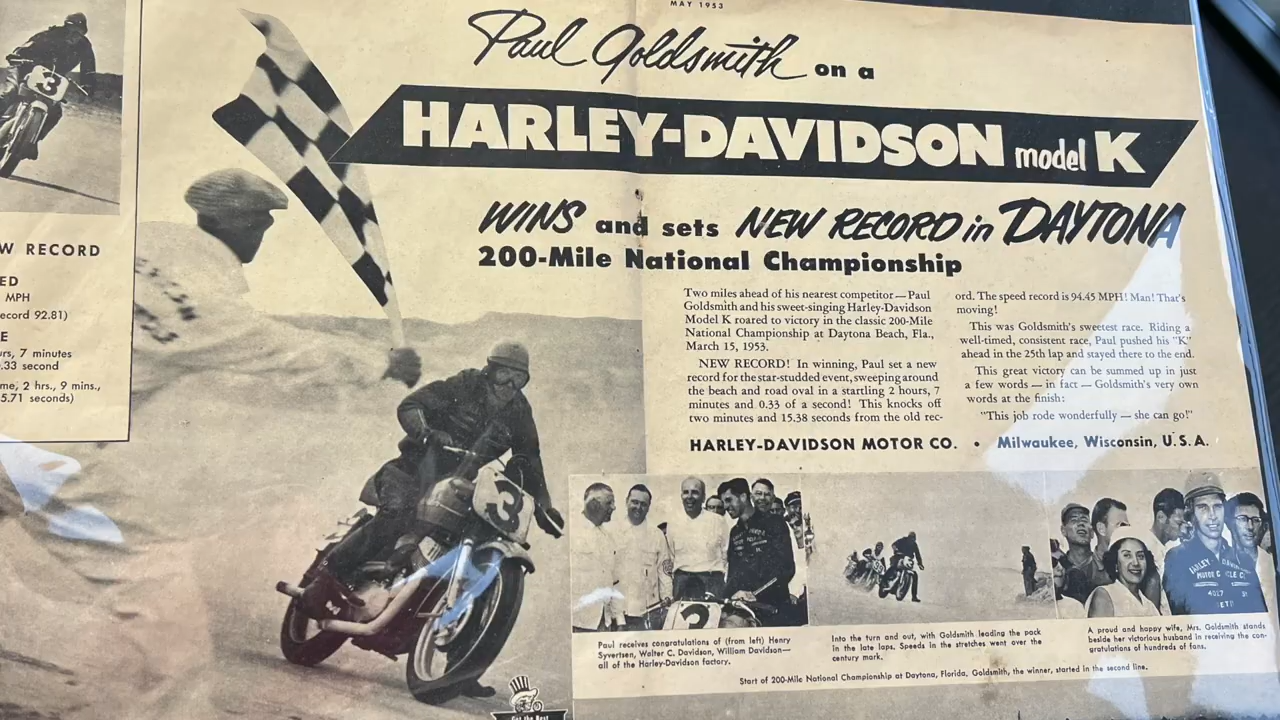 MAY 1953
Paul Goldsmith on a
HARLEY-DAVIDSON model K
WINS and sets NEW RECORD in DAYTONA
200-Mile National Championship
3
W RECORD
ED
MPH
ecord 92.81)
E
urs, 7 minutes
.33 second
me, 2 hrs., 9 mins.,
5.71 seconds)
Two miles ahead of his nearest competitor—Paul
Goldsmith and his sweet-singing Harley-Davidson
Model K roared to victory in the classic 200-Mile
National Championship at Daytona Beach, Fla.,
March 15, 1953.
NEW RECORD! In winning, Paul set a new
record for the star-studded event, sweeping around
the beach and road oval in a startling 2 hours, 7
minutes and 0.33 of a second! This knocks off
two minutes and 15.38 seconds from the old rec-
ord. The speed record is 94.45 MPH! Man! That's
moving!
This was Goldsmith's sweetest race. Riding a
well-timed, consistent race, Paul pushed his "K"
ahead in the 25th lap and stayed there to the end.
This great victory can be summed up in just
a few words — in fact — Goldsmith's very own
words at the finish:
"This job rode wonderfully — she can go!"
HARLEY-DAVIDSON MOTOR CO. • Milwaukee, Wisconsin, U.S.A.
3
3
HARLEY-DAVIDSON
MOTOR CYCLE CO.
Paul receives congratulations of (from left) Henry
Syvertsen, Walter C. Davidson, William Davidson—
all of the Harley-Davidson factory.
Into the turn and out, with Goldsmith leading the pack
in the late laps. Speeds in the stretches went over the
century mark.
A proud and happy wife, Mrs. Goldsmith stands
beside her victorious husband in receiving the con-
gratulations of hundreds of fans.
Start of 200-Mile National Championship at Daytona, Florida. Goldsmith, the winner, started in the second line.
Get the Best